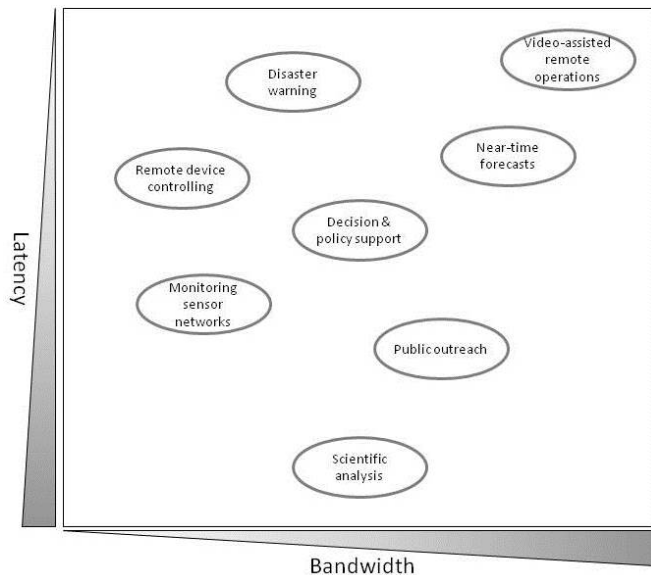 Video-assisted
remote
operations
Disaster
warning
Near-time
forecasts
Remote device
controlling
Decision &
policy support
Monitoring
sensor
networks
Public outreach
Scientific
analysis
Latency
Bandwidth